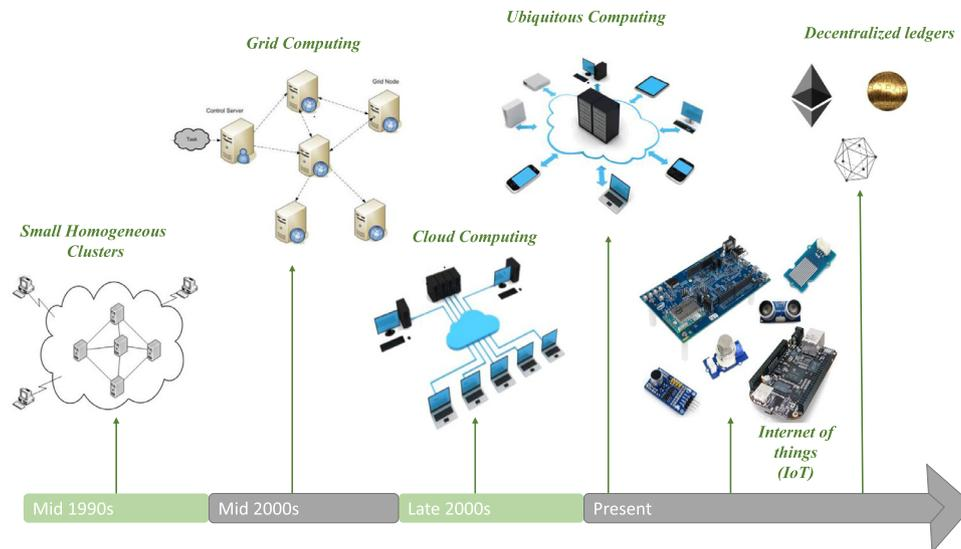 Ubiquitous Computing
Decentralized ledgers
Grid Computing
Grid Node
Control Server
Task
Small Homogeneous
Clusters
Cloud Computing
Internet of
things
(IoT)
Mid 1990s
Mid 2000s
Late 2000s
Present